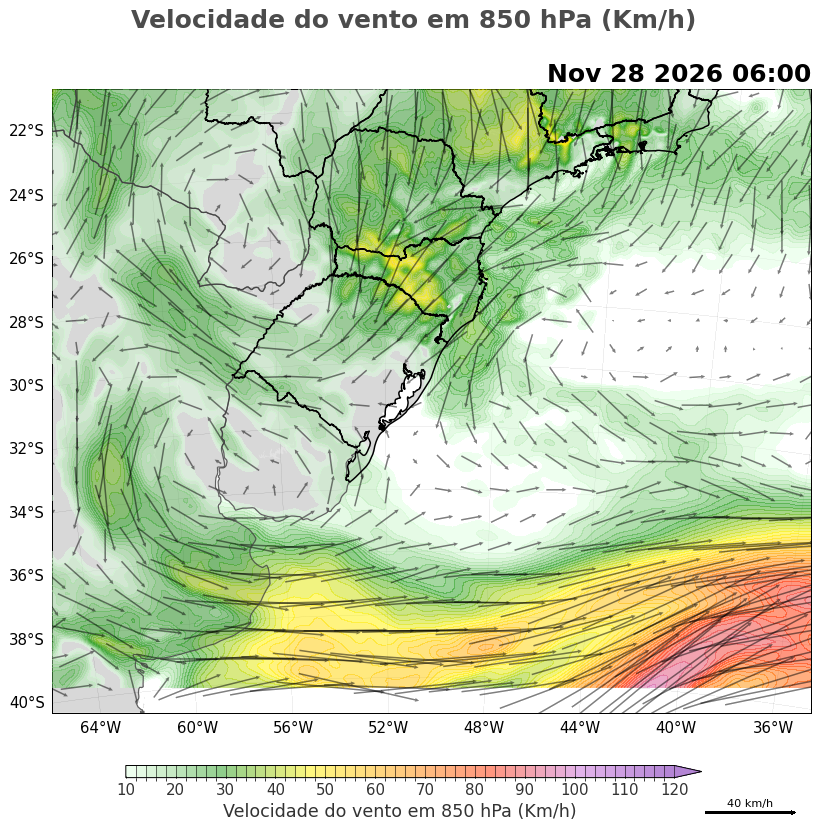 Velocidade do vento em 850 hPa (Km/h)
Nov 28 2026 06:00
22°S
24°S
26°S
28°S
30°S
32°S
34°S
36°S
38°S
40°S
64°W 60°W 56°W 52°W 48°W 44°W 40°W 36°W
10 20 30 40 50 60 70 80 90 100 110 120
Velocidade do vento em 850 hPa (Km/h)
40 km/h